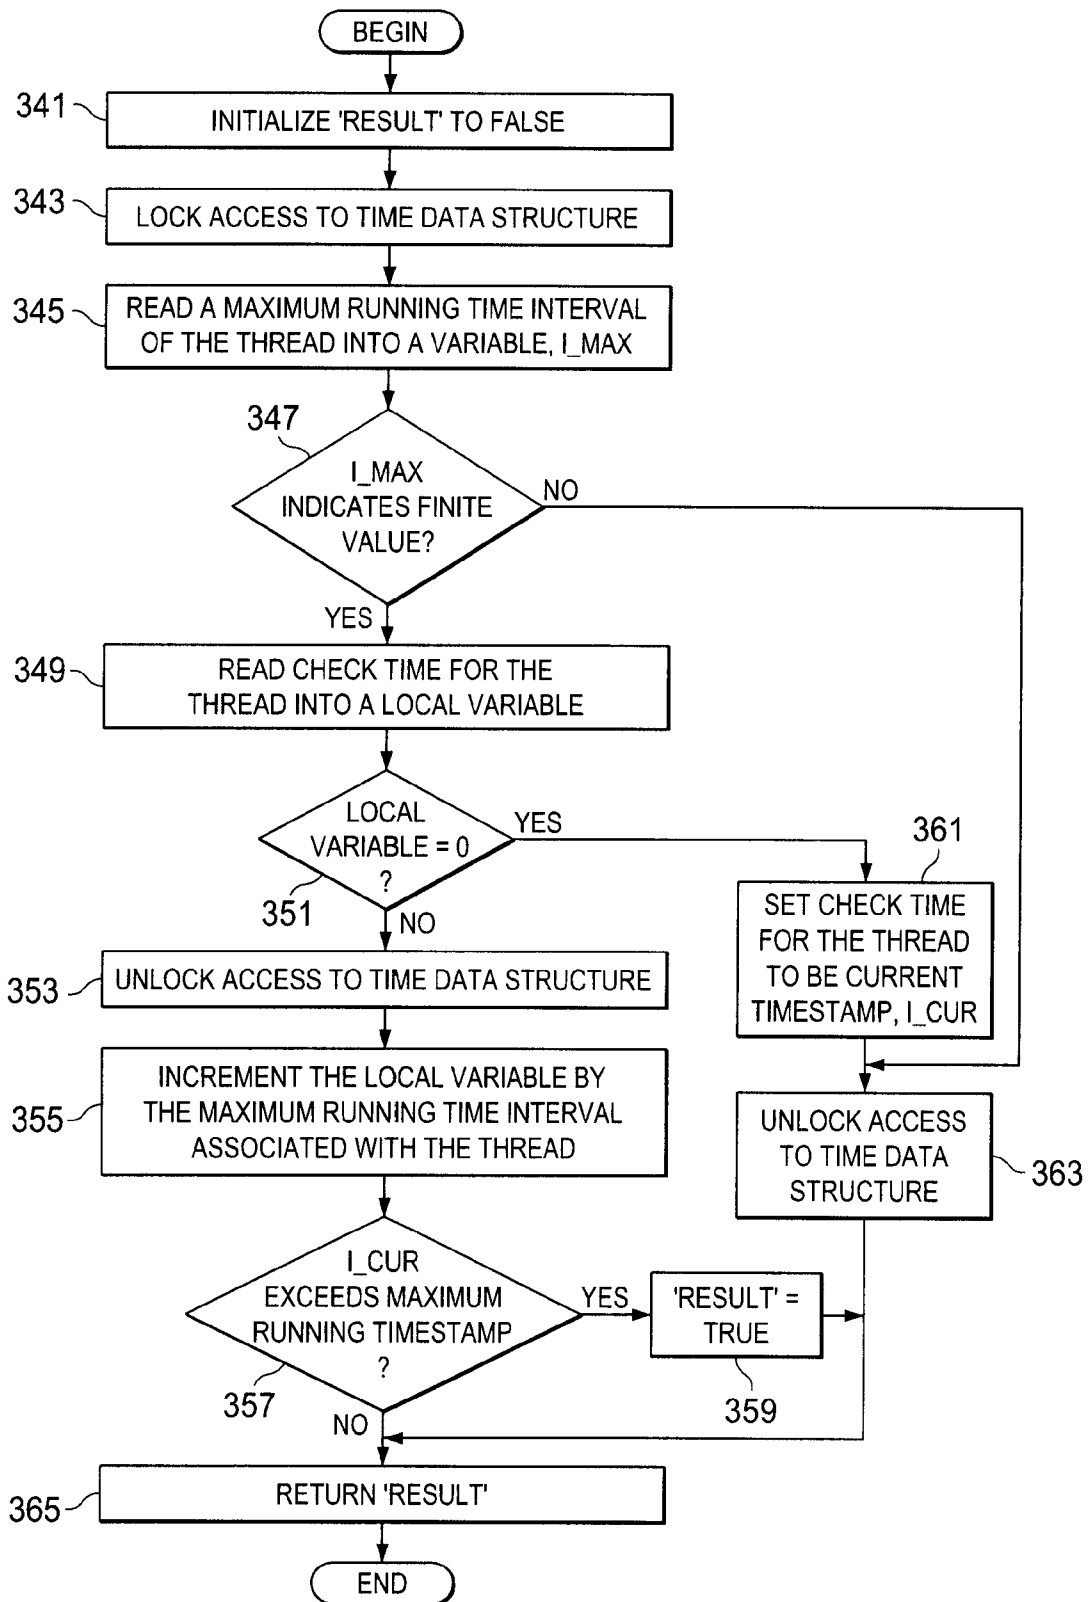 BEGIN
341
INITIALIZE 'RESULT' TO FALSE
343
LOCK ACCESS TO TIME DATA STRUCTURE
345
READ A MAXIMUM RUNNING TIME INTERVAL
OF THE THREAD INTO A VARIABLE, I_MAX
347
I_MAX
INDICATES FINITE
VALUE?
NO
YES
349
READ CHECK TIME FOR THE
THREAD INTO A LOCAL VARIABLE
LOCAL
VARIABLE = 0
?
YES
351
NO
361
SET CHECK TIME
FOR THE THREAD
TO BE CURRENT
TIMESTAMP, I_CUR
353
UNLOCK ACCESS TO TIME DATA STRUCTURE
355
INCREMENT THE LOCAL VARIABLE BY
THE MAXIMUM RUNNING TIME INTERVAL
ASSOCIATED WITH THE THREAD
UNLOCK ACCESS
TO TIME DATA
STRUCTURE
363
I_CUR
EXCEEDS MAXIMUM
RUNNING TIMESTAMP
?
YES
357
NO
'RESULT' =
TRUE
359
365
RETURN 'RESULT'
END